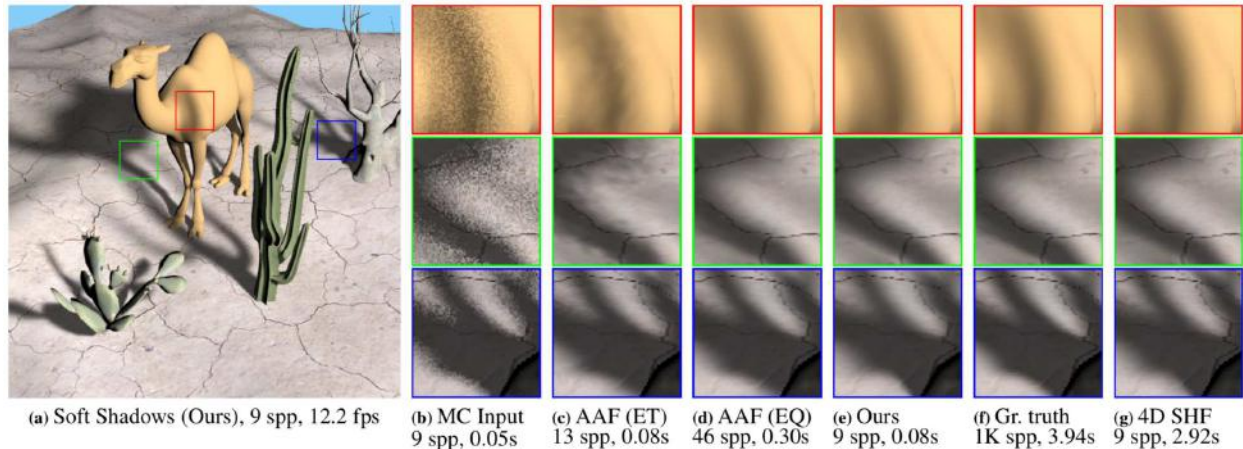 (a) Soft Shadows (Ours), 9 spp, 12.2 fps
(b) MC Input
9 spp, 0.05s
(c) AAF (ET)
13 spp, 0.08s
(d) AAF (EQ)
46 spp, 0.30s
(e) Ours
9 spp, 0.08s
(f) Gr. truth
1K spp, 3.94s
(g) 4D SHF
9 spp, 2.92s